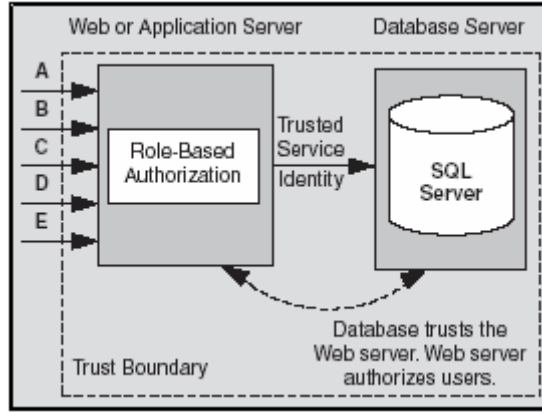 Web or Application Server
Database Server
A
B
C
D
E
Role-Based
Authorization
Trusted
Service
Identity
SQL
Server
Database trusts the
Web server. Web server
authorizes users.
Trust Boundary